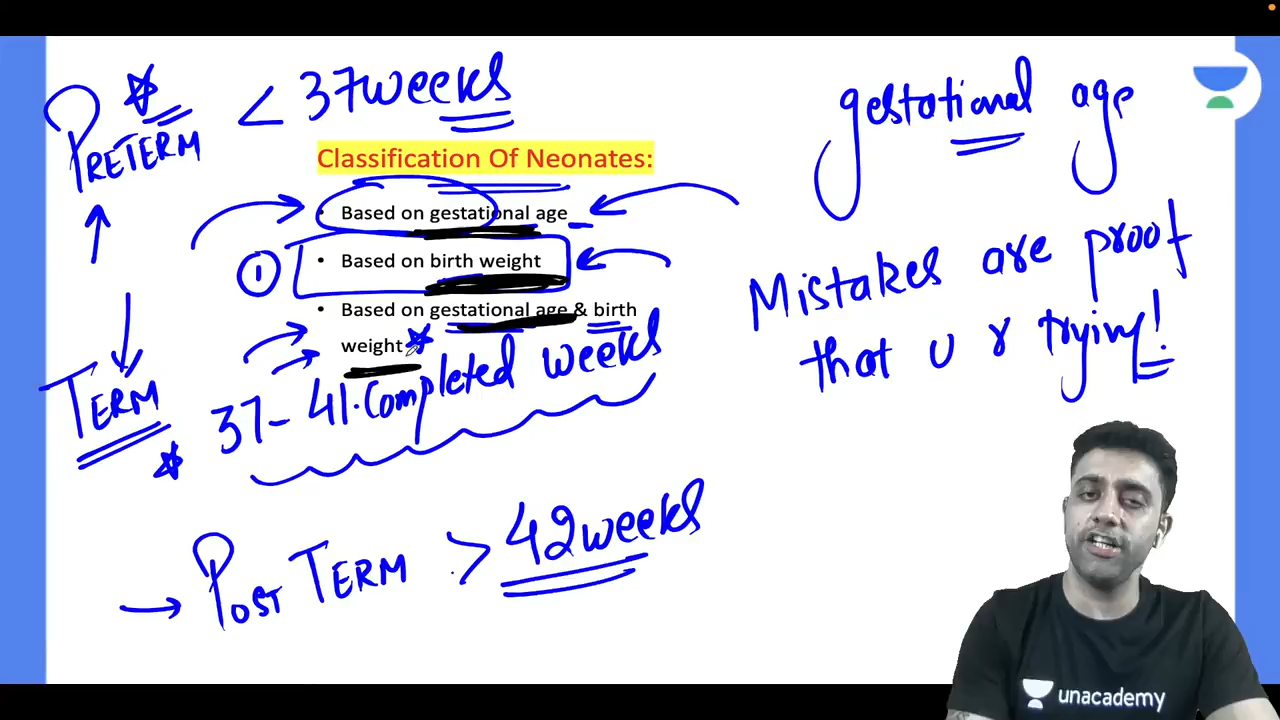 PRETERM < 37weeks
Classification Of Neonates:
• Based on gestational age
① • Based on birth weight
• Based on gestational age & birth
weight
TERM 37-41.Completed weeks
→ POST TERM > 42weeks
gestational age
Mistakes are proof
that U r trying!
unacademy